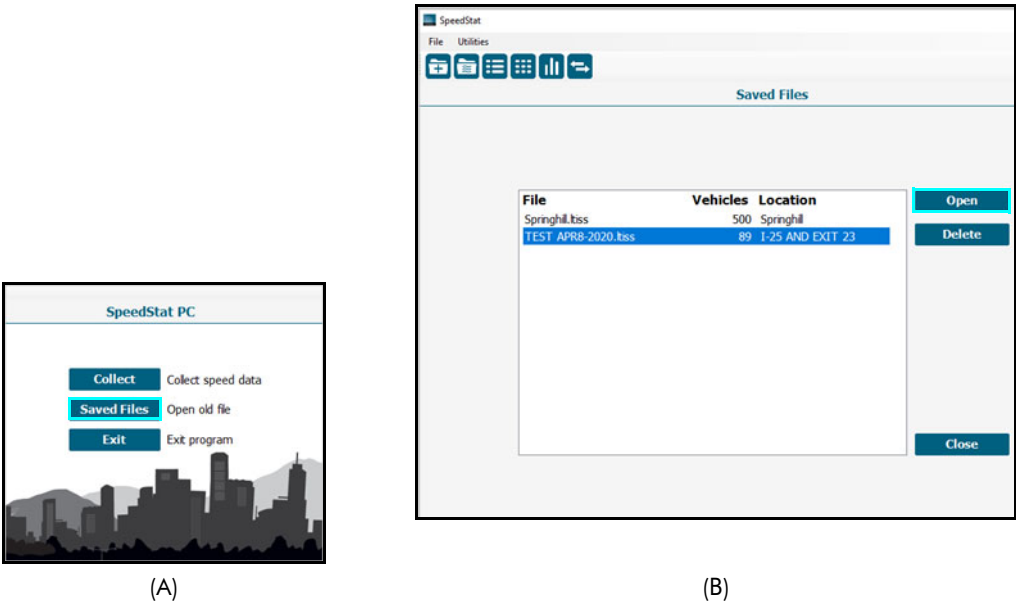 SpeedStat PC
Collect Collect speed data
Saved Files Open old file
Exit Exit program
(A)
SpeedStat
File Utilities
Saved Files
File Vehicles Location
Springhill.ltiss 500 Springhill
TEST APR8-2020.ltiss 89 I-25 AND EXIT 23
Open
Delete
Close
(B)